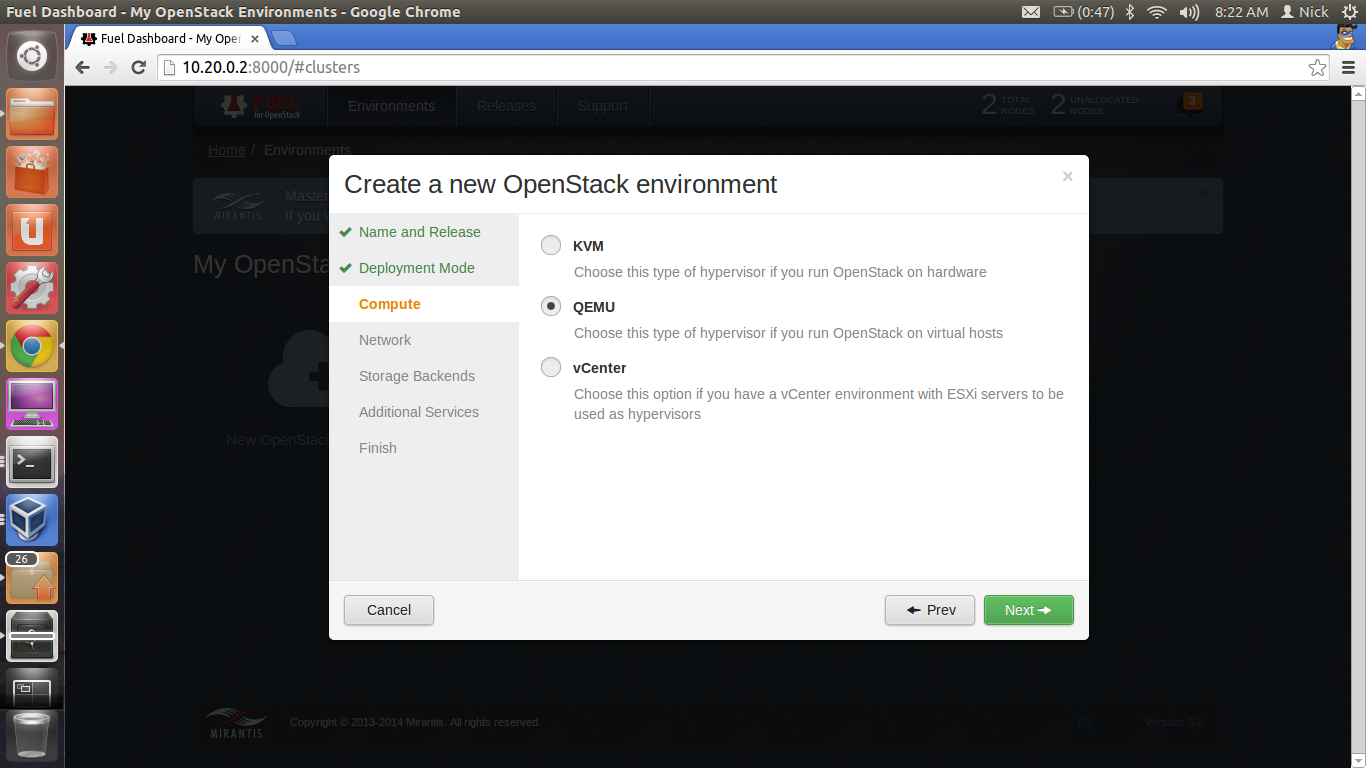 Fuel Dashboard - My OpenStack Environments - Google Chrome
(0:47) 8:22 AM Nick
Fuel Dashboard - My Oper
10.20.0.2:8000/#clusters
FUEL
for OpenStack
Environments Releases Support
2 TOTAL NODES 2 UNALLOCATED NODES 3
Home / Environments
MIRANTIS
Master
If you
My OpenSta
New OpenStack
Create a new OpenStack environment
×
Name and Release
Deployment Mode
Compute
Network
Storage Backends
Additional Services
Finish
KVM
Choose this type of hypervisor if you run OpenStack on hardware
QEMU
Choose this type of hypervisor if you run OpenStack on virtual hosts
vCenter
Choose this option if you have a vCenter environment with ESXi servers to be
used as hypervisors
Cancel
Prev
Next
26
MIRANTIS
Copyright © 2013-2014 Mirantis. All rights reserved.
EN
Version: 5.0